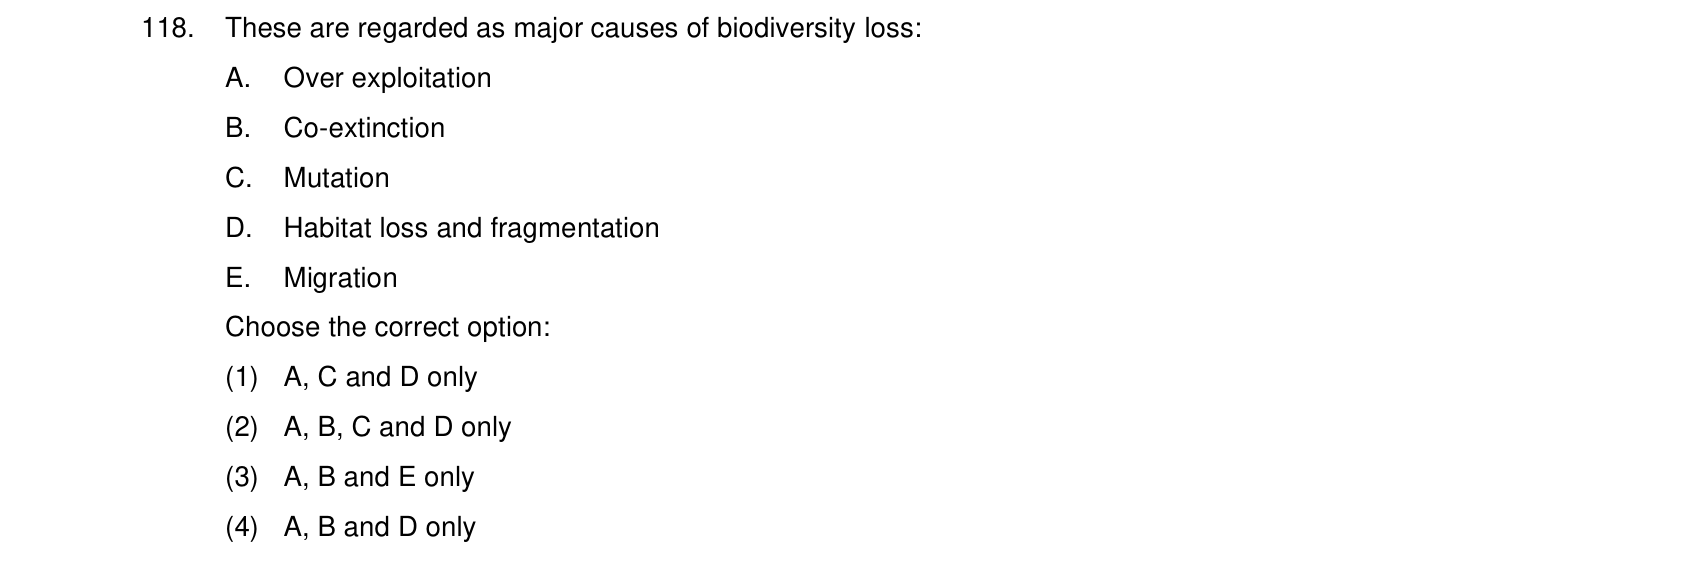 118. These are regarded as major causes of biodiversity loss:
A. Over exploitation
B. Co-extinction
C. Mutation
D. Habitat loss and fragmentation
E. Migration
Choose the correct option:
(1) A, C and D only
(2) A, B, C and D only
(3) A, B and E only
(4) A, B and D only